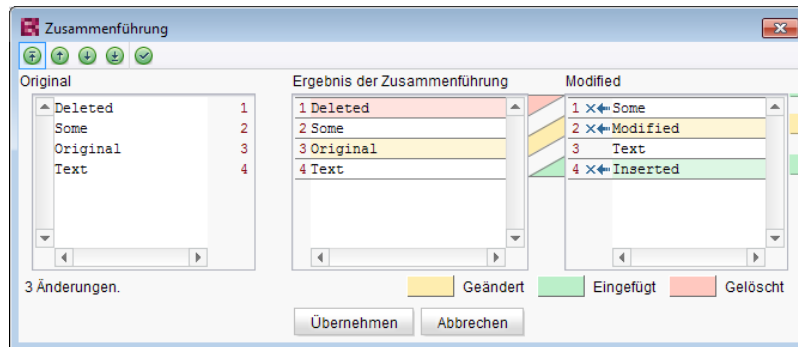 Zusammenführung
Original
Deleted 1
Some 2
Original 3
Text 4
Ergebnis der Zusammenführung
1 Deleted
2 Some
3 Original
4 Text
Modified
1 Some
2 Modified
3 Text
4 Inserted
3 Änderungen.
Geändert
Eingefügt
Gelöscht
Übernehmen
Abbrechen